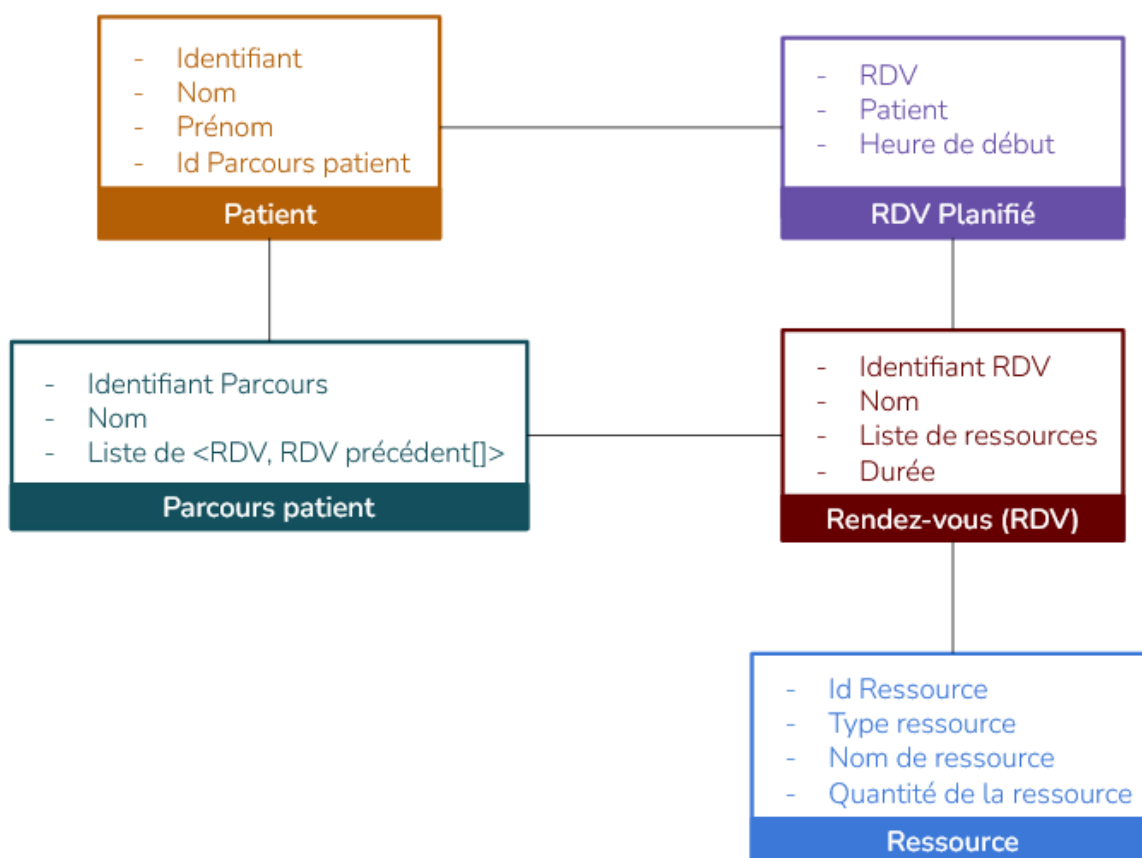 - Identifiant
- Nom
- Prénom
- Id Parcours patient
Patient
- RDV
- Patient
- Heure de début
RDV Planifié
- Identifiant Parcours
- Nom
- Liste de <RDV, RDV précédent[]>
Parcours patient
- Identifiant RDV
- Nom
- Liste de ressources
- Durée
Rendez-vous (RDV)
- Id Ressource
- Type ressource
- Nom de ressource
- Quantité de la ressource
Ressource